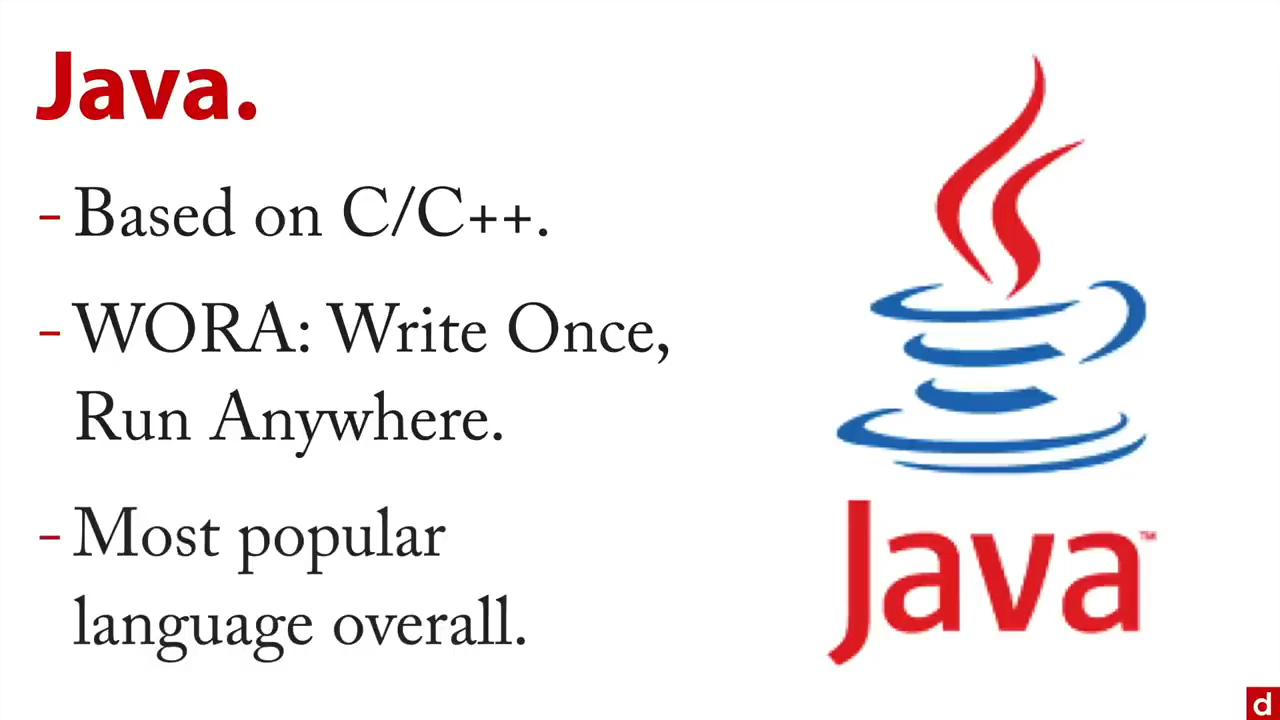 Java.
- Based on C/C++.
- WORA: Write Once,
Run Anywhere.
- Most popular
language overall.
Java™
d